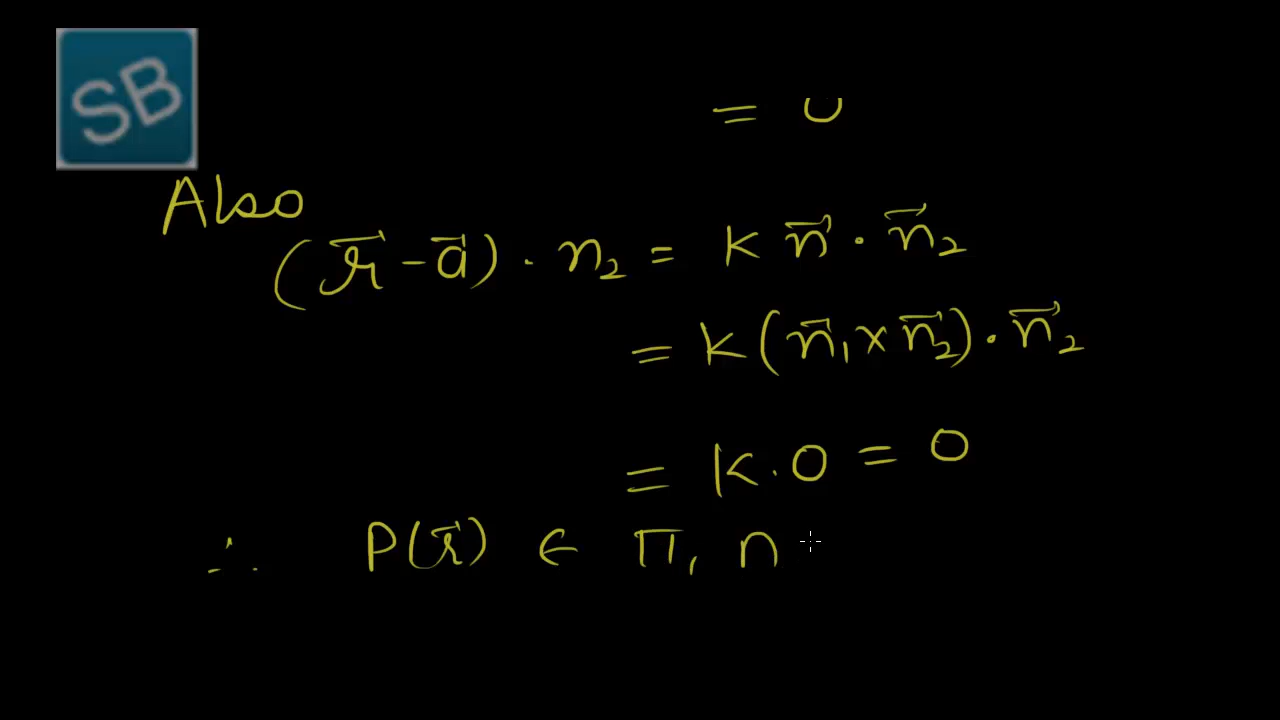 SB
= 0
Also
(r⃗ - a⃗) · n₂ = K n⃗ · n⃗₂
= K (n⃗₁ × n⃗₂) · n⃗₂
= K · 0 = 0
∴ P(r⃗) ∈ Π₁ ∩